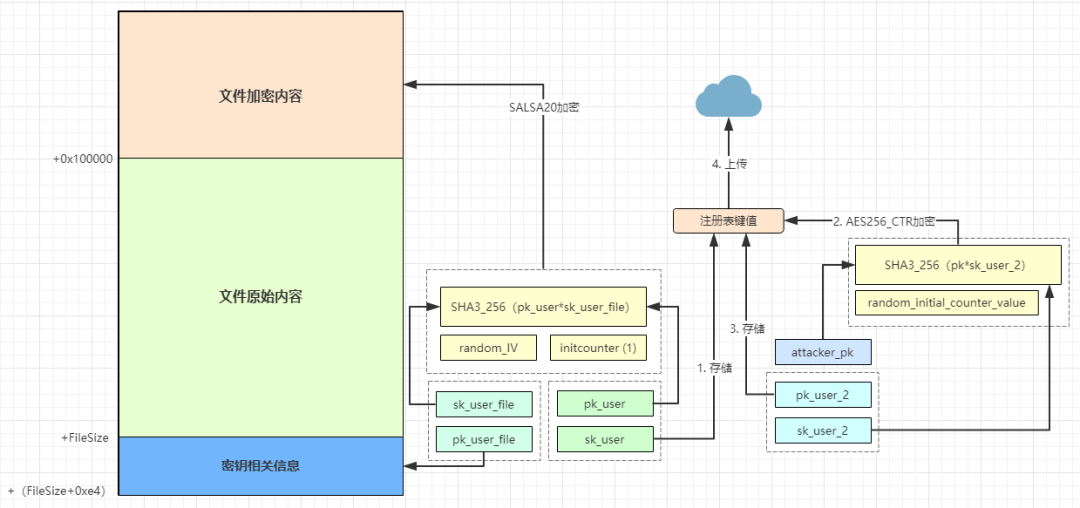 文件加密内容
+0x100000
文件原始内容
+FileSize
密钥相关信息
+（FileSize+0xe4）
SALSA20加密
SHA3_256（pk_user*sk_user_file）
random_IV
initcounter (1)
sk_user_file
pk_user_file
pk_user
sk_user
4. 上传
注册表键值
2. AES256_CTR加密
SHA3_256（pk*sk_user_2）
random_initial_counter_value
3. 存储
1. 存储
attacker_pk
pk_user_2
sk_user_2